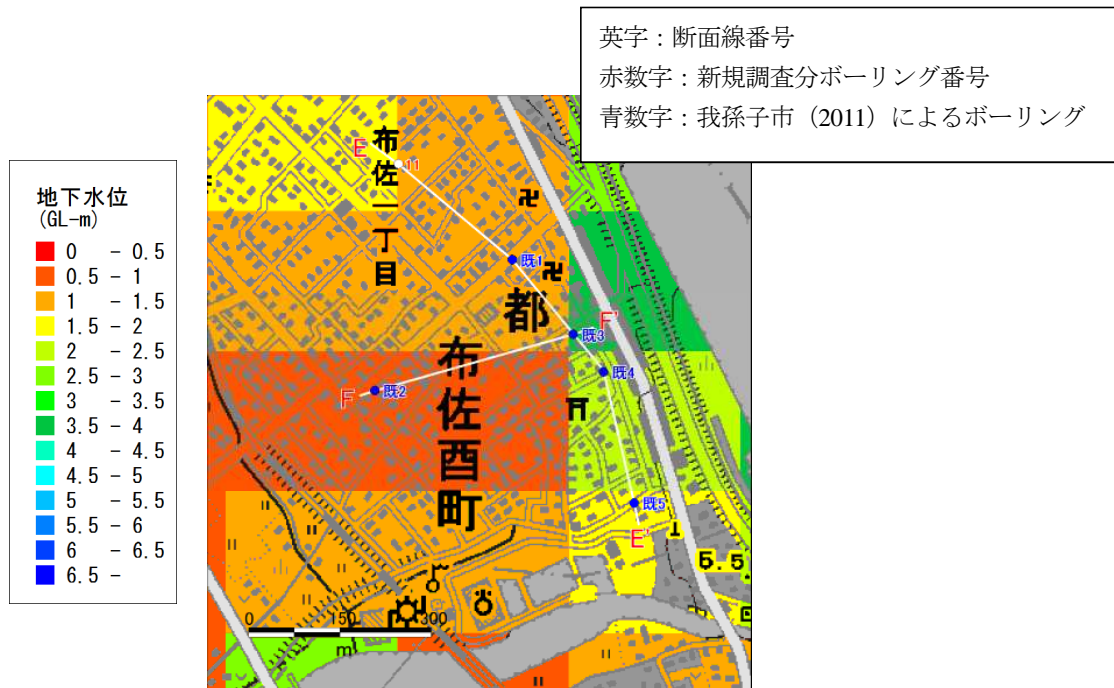 英字：断面線番号
赤数字：新規調査分ボーリング番号
青数字：我孫子市（2011）によるボーリング
地下水位
(GL-m)
0 - 0.5
0.5 - 1
1 - 1.5
1.5 - 2
2 - 2.5
2.5 - 3
3 - 3.5
3.5 - 4
4 - 4.5
4.5 - 5
5 - 5.5
5.5 - 6
6 - 6.5
6.5 -
E
11
布佐一丁目
既1
都
F'
既3
既4
布佐酉町
F
既2
既5
E'
5.5
0 150 300
m